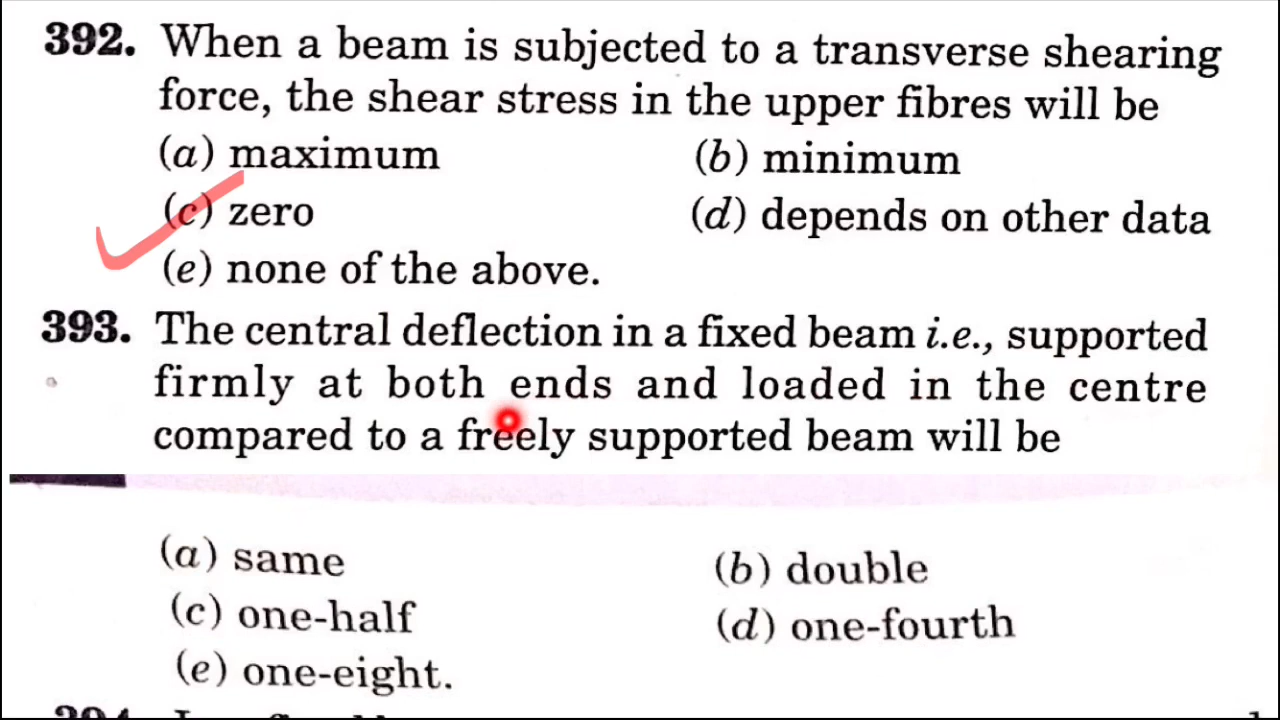 392. When a beam is subjected to a transverse shearing
force, the shear stress in the upper fibres will be
(a) maximum (b) minimum
(c) zero (d) depends on other data
(e) none of the above.
393. The central deflection in a fixed beam i.e., supported
firmly at both ends and loaded in the centre
compared to a freely supported beam will be
(a) same (b) double
(c) one-half (d) one-fourth
(e) one-eight.